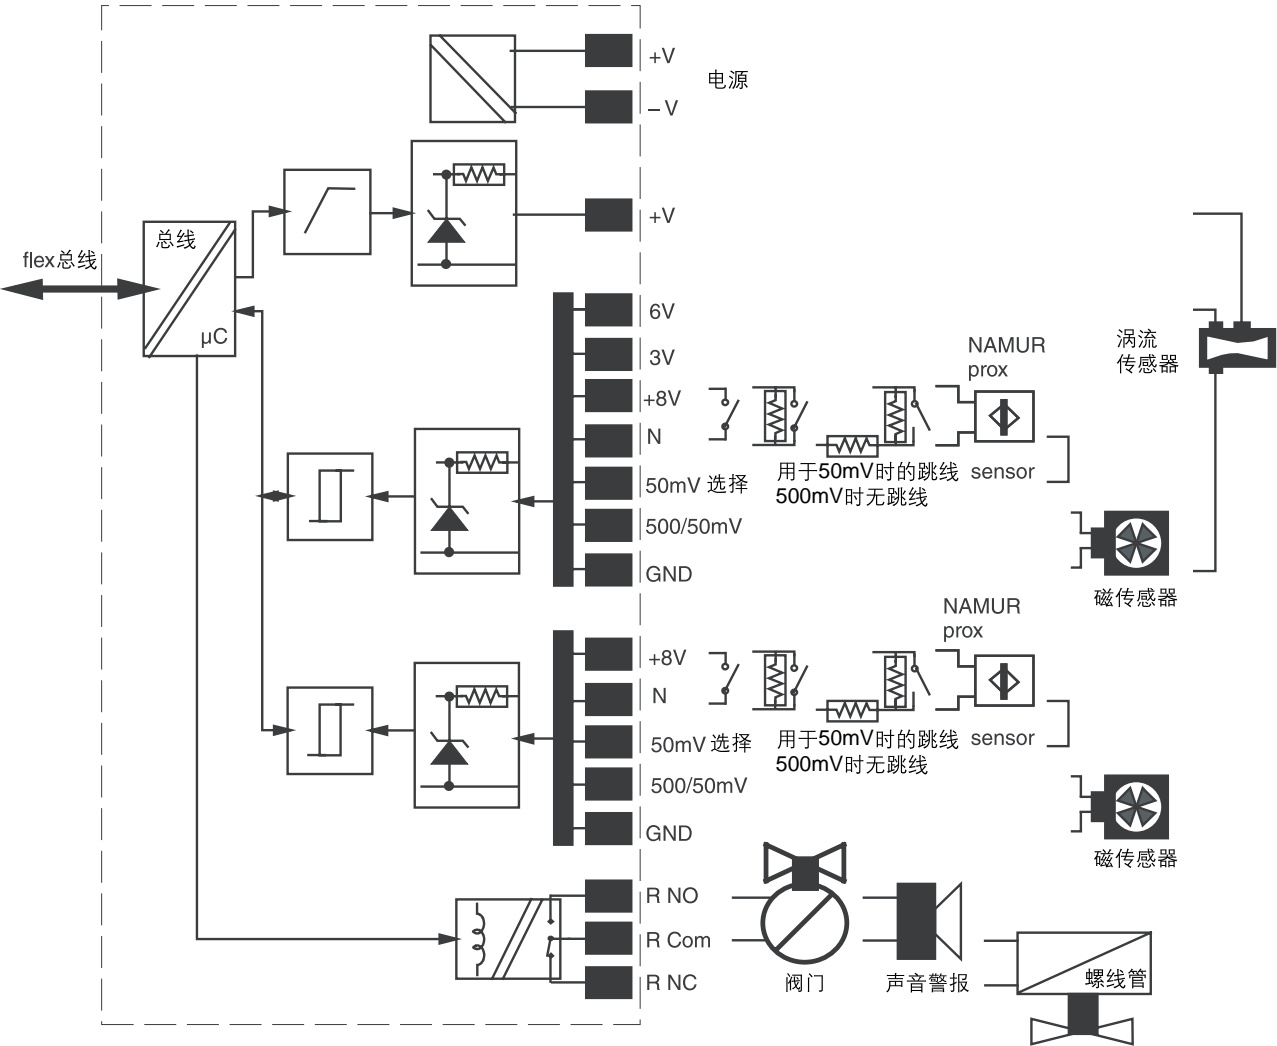 +V
电源
– V
+V
总线
flex总线
µC
6V
3V
+8V
N
50mV 选择
500/50mV
GND
NAMUR
prox
涡流
传感器
用于50mV时的跳线
500mV时无跳线
sensor
磁传感器
NAMUR
prox
+8V
N
50mV 选择
500/50mV
GND
用于50mV时的跳线
500mV时无跳线
sensor
磁传感器
R NO
R Com
R NC
阀门
声音警报
螺线管